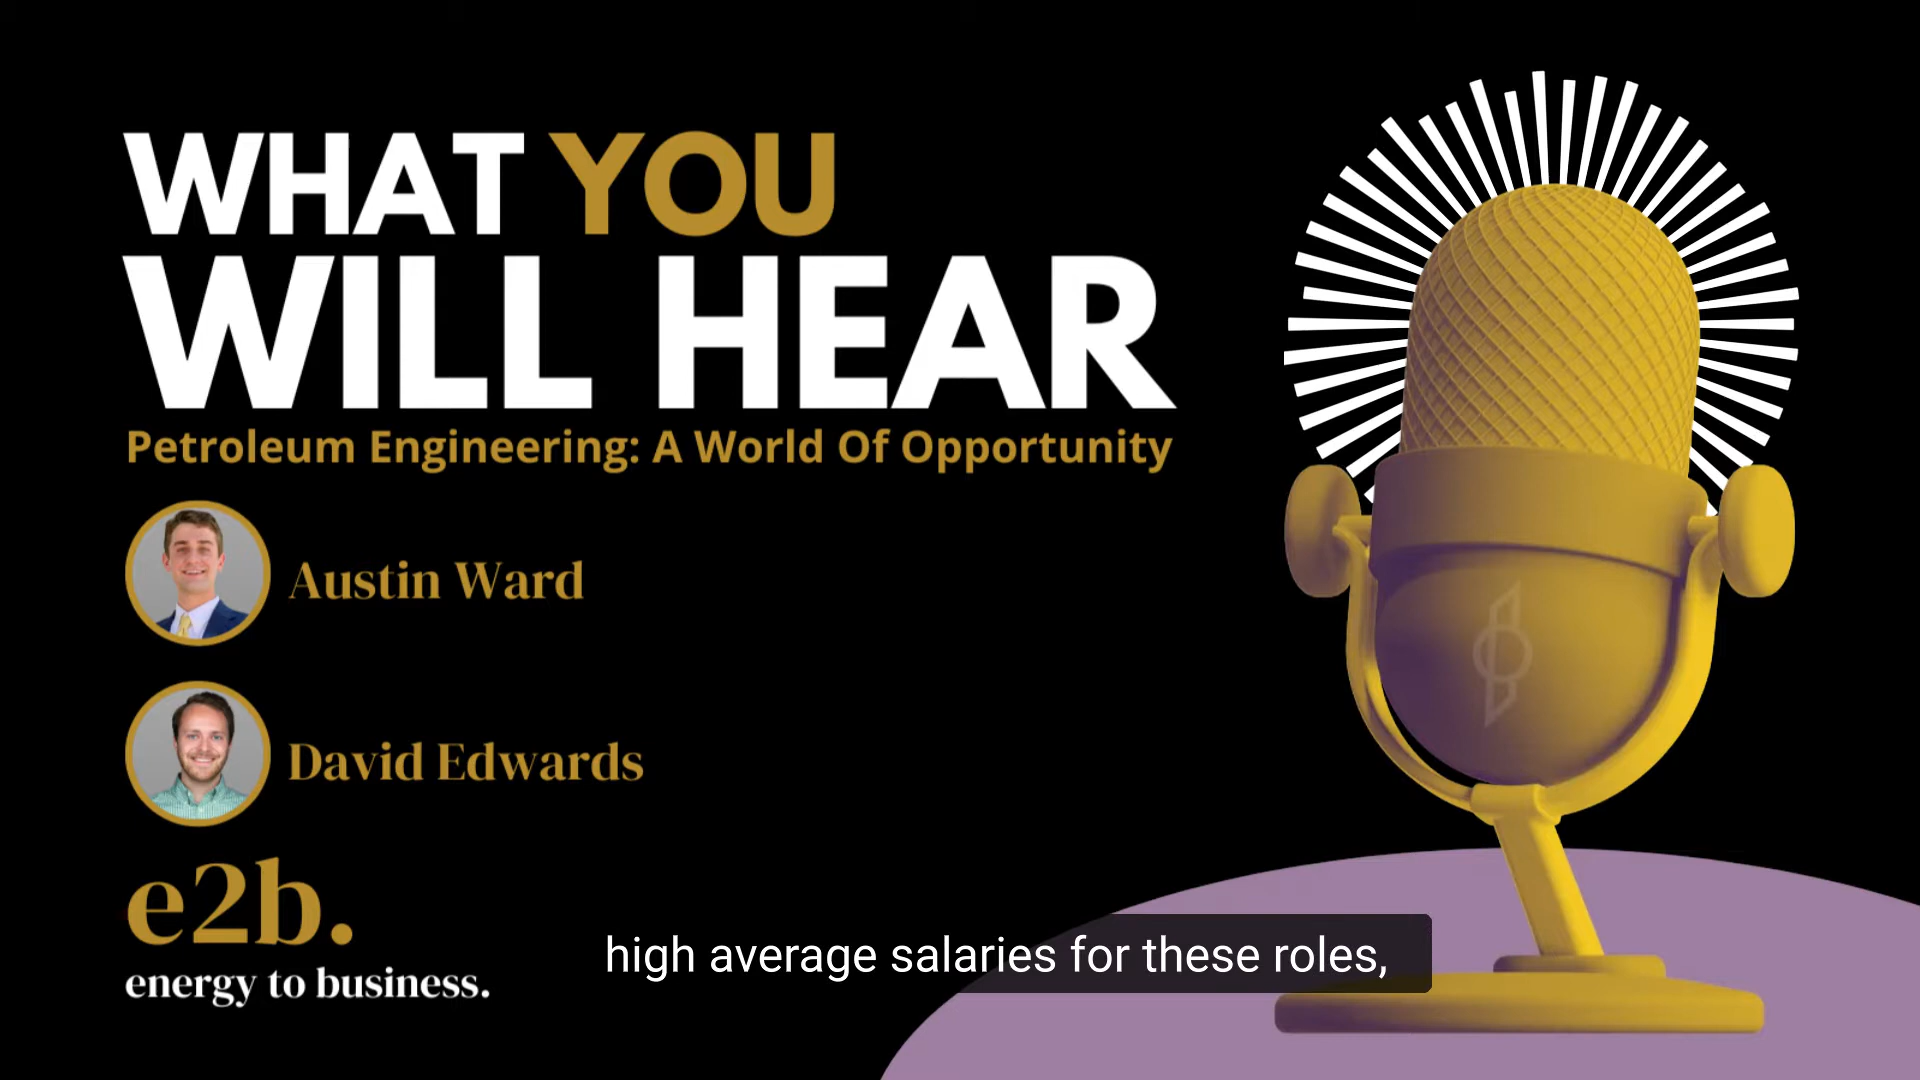 WHAT YOU
WILL HEAR
Petroleum Engineering: A World Of Opportunity
Austin Ward
David Edwards
e2b.
energy to business.
high average salaries for these roles,